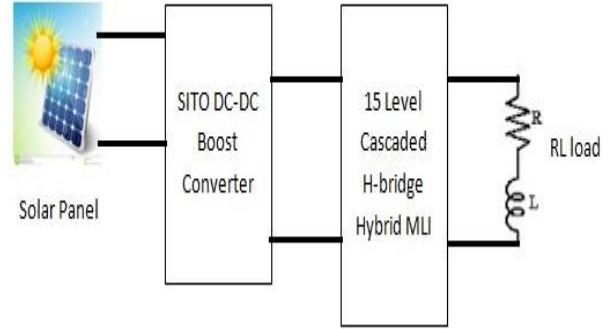 Solar Panel
SITO DC-DC
Boost
Converter
15 Level
Cascaded
H-bridge
Hybrid MLI
R
L
RL load